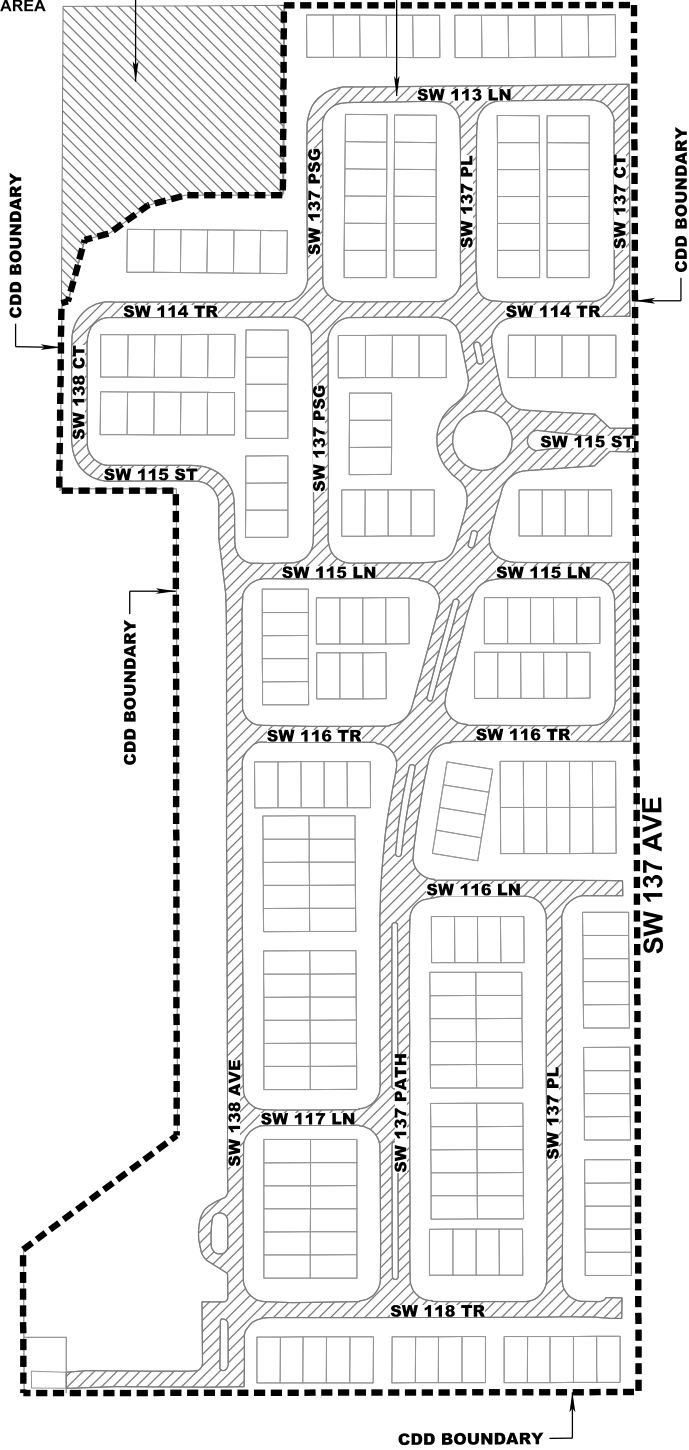 AREA
SW 113 LN
SW 137 PSG
SW 137 PL
SW 137 CT
CDD BOUNDARY
CDD BOUNDARY
SW 114 TR
SW 114 TR
SW 138 CT
SW 137 PSG
SW 115 ST
SW 115 ST
SW 115 LN
SW 115 LN
CDD BOUNDARY
SW 116 TR
SW 116 TR
SW 137 AVE
SW 116 LN
SW 138 AVE
SW 117 LN
SW 137 PATH
SW 137 PL
SW 118 TR
CDD BOUNDARY